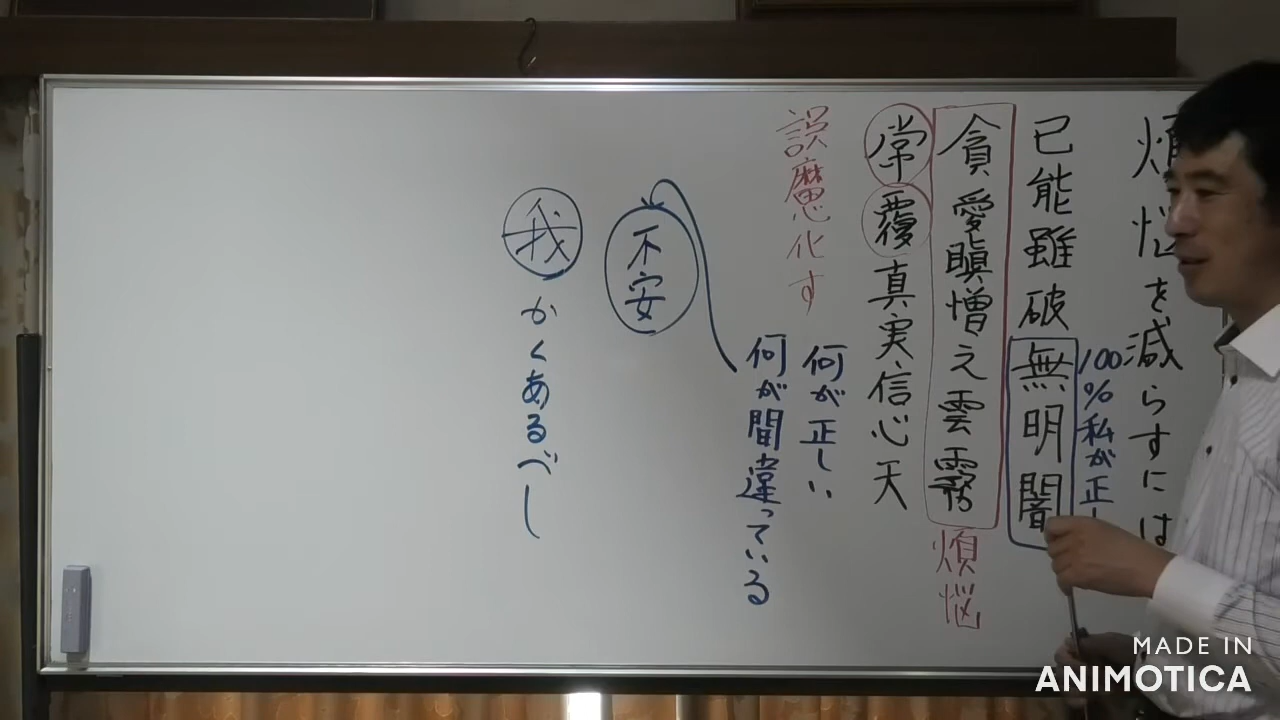 煩悩を減らすには
100%私が正し
已能雖破無明闇
貪愛瞋憎之雲霧
煩悩
常覆真実信心天
誤魔化す
何が正しい
何が間違っている
不安
我
かくあるべし
MADE IN
ANIMOTICA